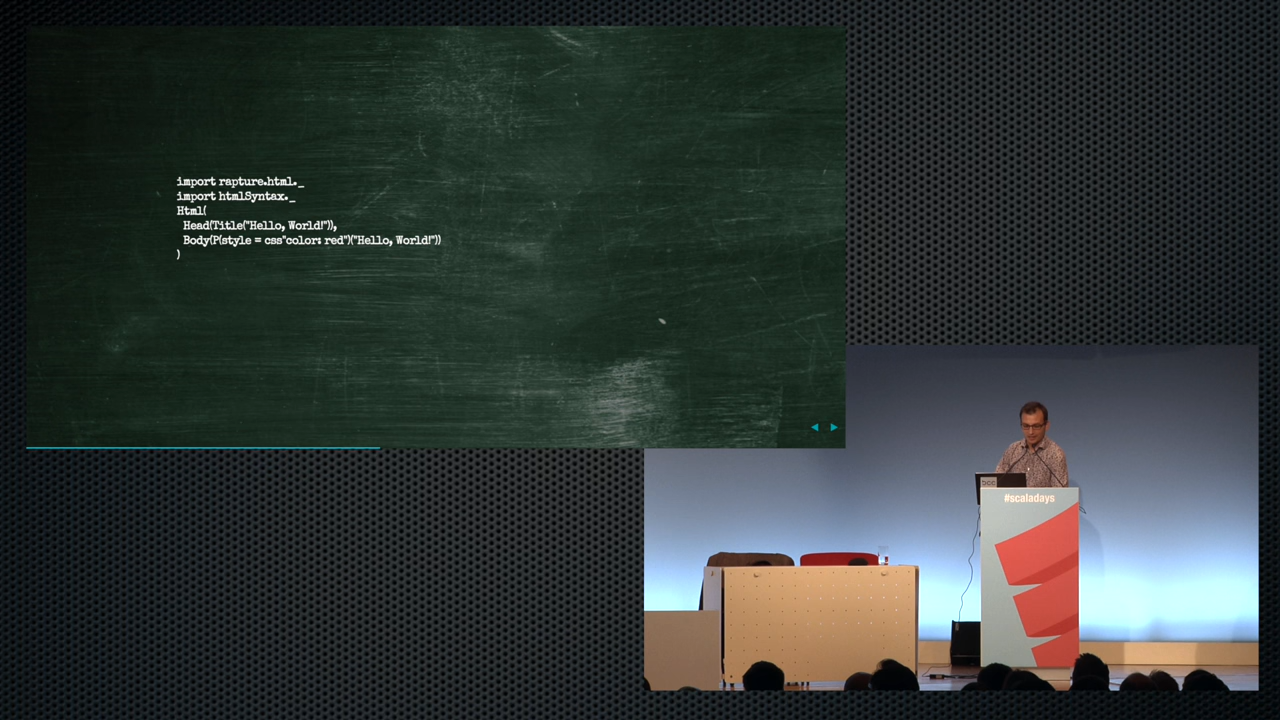 import rapture.html._
import htmlSyntax._
Html(
  Head(Title("Hello, World!")),
  Body(P(style = css"color: red")("Hello, World!"))
)
#scaladays